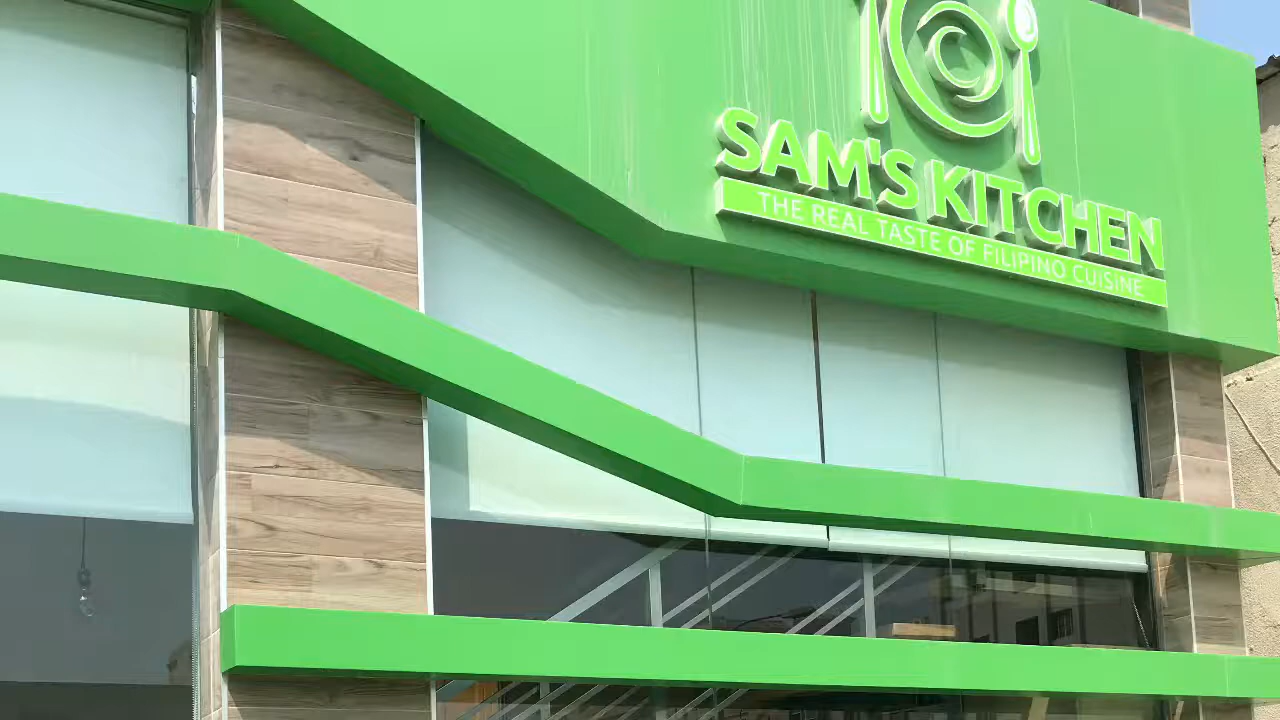 SAM'S KITCHEN
THE REAL TASTE OF FILIPINO CUISINE